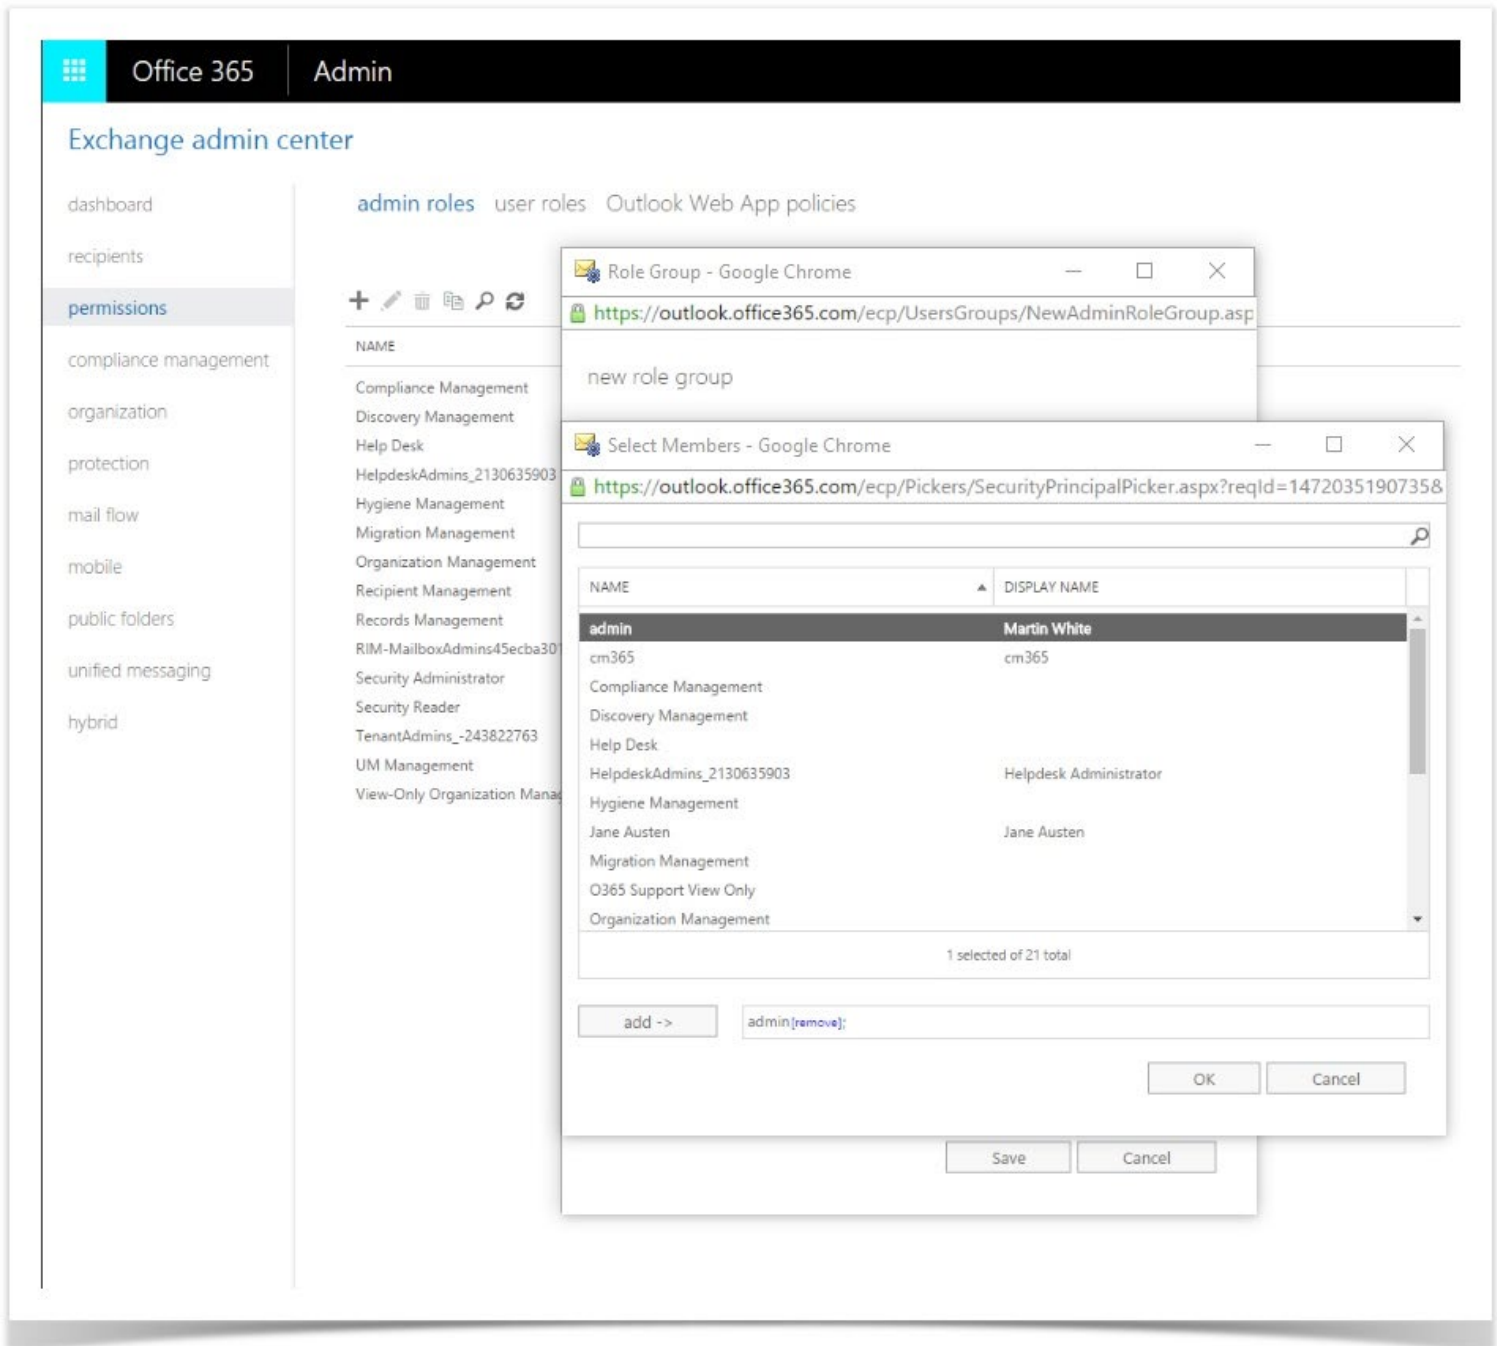 Office 365 Admin
Exchange admin center
dashboard
recipients
permissions
compliance management
organization
protection
mail flow
mobile
public folders
unified messaging
hybrid
admin roles user roles Outlook Web App policies
NAME
Compliance Management
Discovery Management
Help Desk
HelpdeskAdmins_2130635903
Hygiene Management
Migration Management
Organization Management
Recipient Management
Records Management
RIM-MailboxAdmins45ecba301
Security Administrator
Security Reader
TenantAdmins_-243822763
UM Management
View-Only Organization Manag
Role Group - Google Chrome
https://outlook.office365.com/ecp/UsersGroups/NewAdminRoleGroup.asp
new role group
Select Members - Google Chrome
https://outlook.office365.com/ecp/Pickers/SecurityPrincipalPicker.aspx?reqId=1472035190735&
NAME DISPLAY NAME
admin Martin White
cm365 cm365
Compliance Management
Discovery Management
Help Desk
HelpdeskAdmins_2130635903 Helpdesk Administrator
Hygiene Management
Jane Austen Jane Austen
Migration Management
O365 Support View Only
Organization Management
1 selected of 21 total
add -> admin[remove];
OK Cancel
Save Cancel